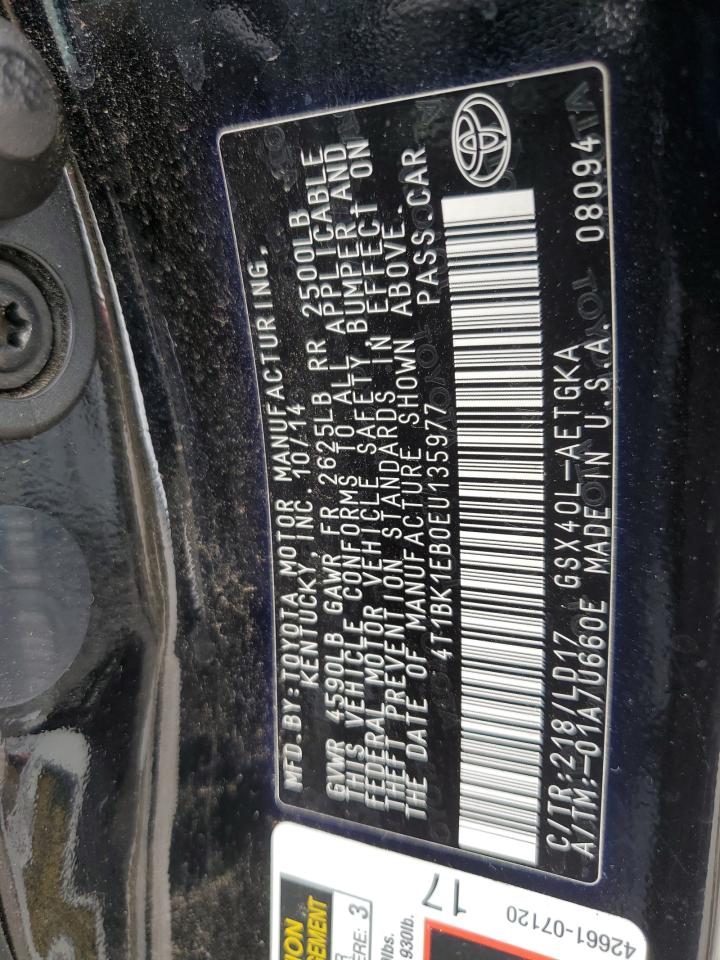 MFD.BY:TOYOTA MOTOR MANUFACTURING,
KENTUCKY, INC. 10/14
GVWR 4590LB GAWR FR 2625LB RR 2500LB
THIS VEHICLE CONFORMS TO ALL APPLICABLE
FEDERAL MOTOR VEHICLE SAFETY, BUMPER AND
THEFT PREVENTION STANDARDS IN EFFECT ON
THE DATE OF MANUFACTURE SHOWN ABOVE.
4T1BK1EB0EU135977 PASS CAR
C/TR:218/LD17 GSX40L-AETGKA
A/TM:-01A/U660E MADE IN U.S.A. 08094
17
42661-07120
3
930lb.